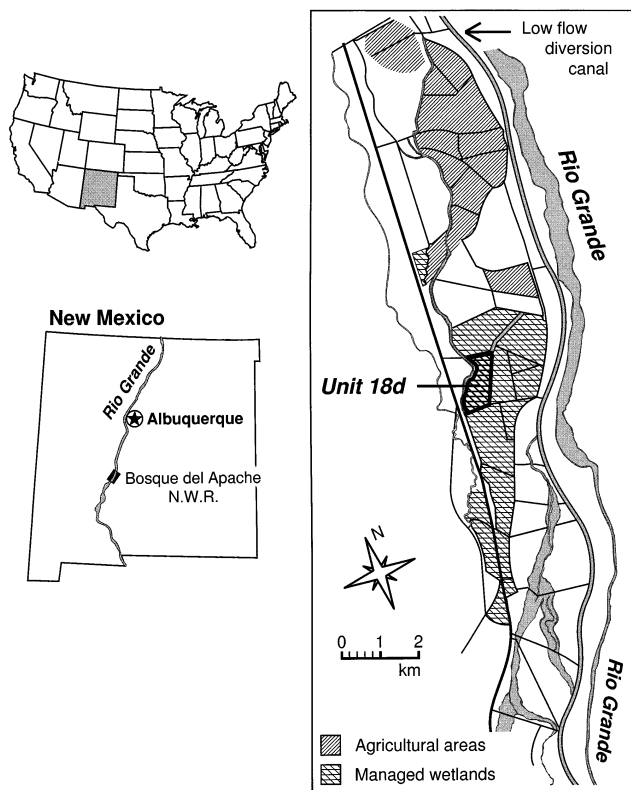 Low flow
diversion
canal
Rio Grande
New Mexico
Rio Grande
Albuquerque
Bosque del Apache
N.W.R.
Unit 18d
N
0 1 2
km
Rio Grande
Agricultural areas
Managed wetlands